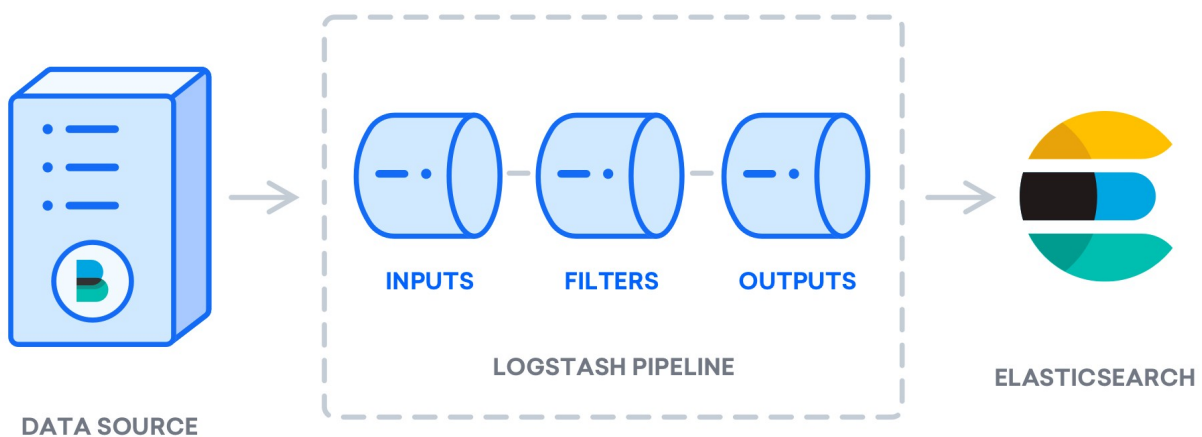 INPUTS
FILTERS
OUTPUTS
LOGSTASH PIPELINE
ELASTICSEARCH
DATA SOURCE
B